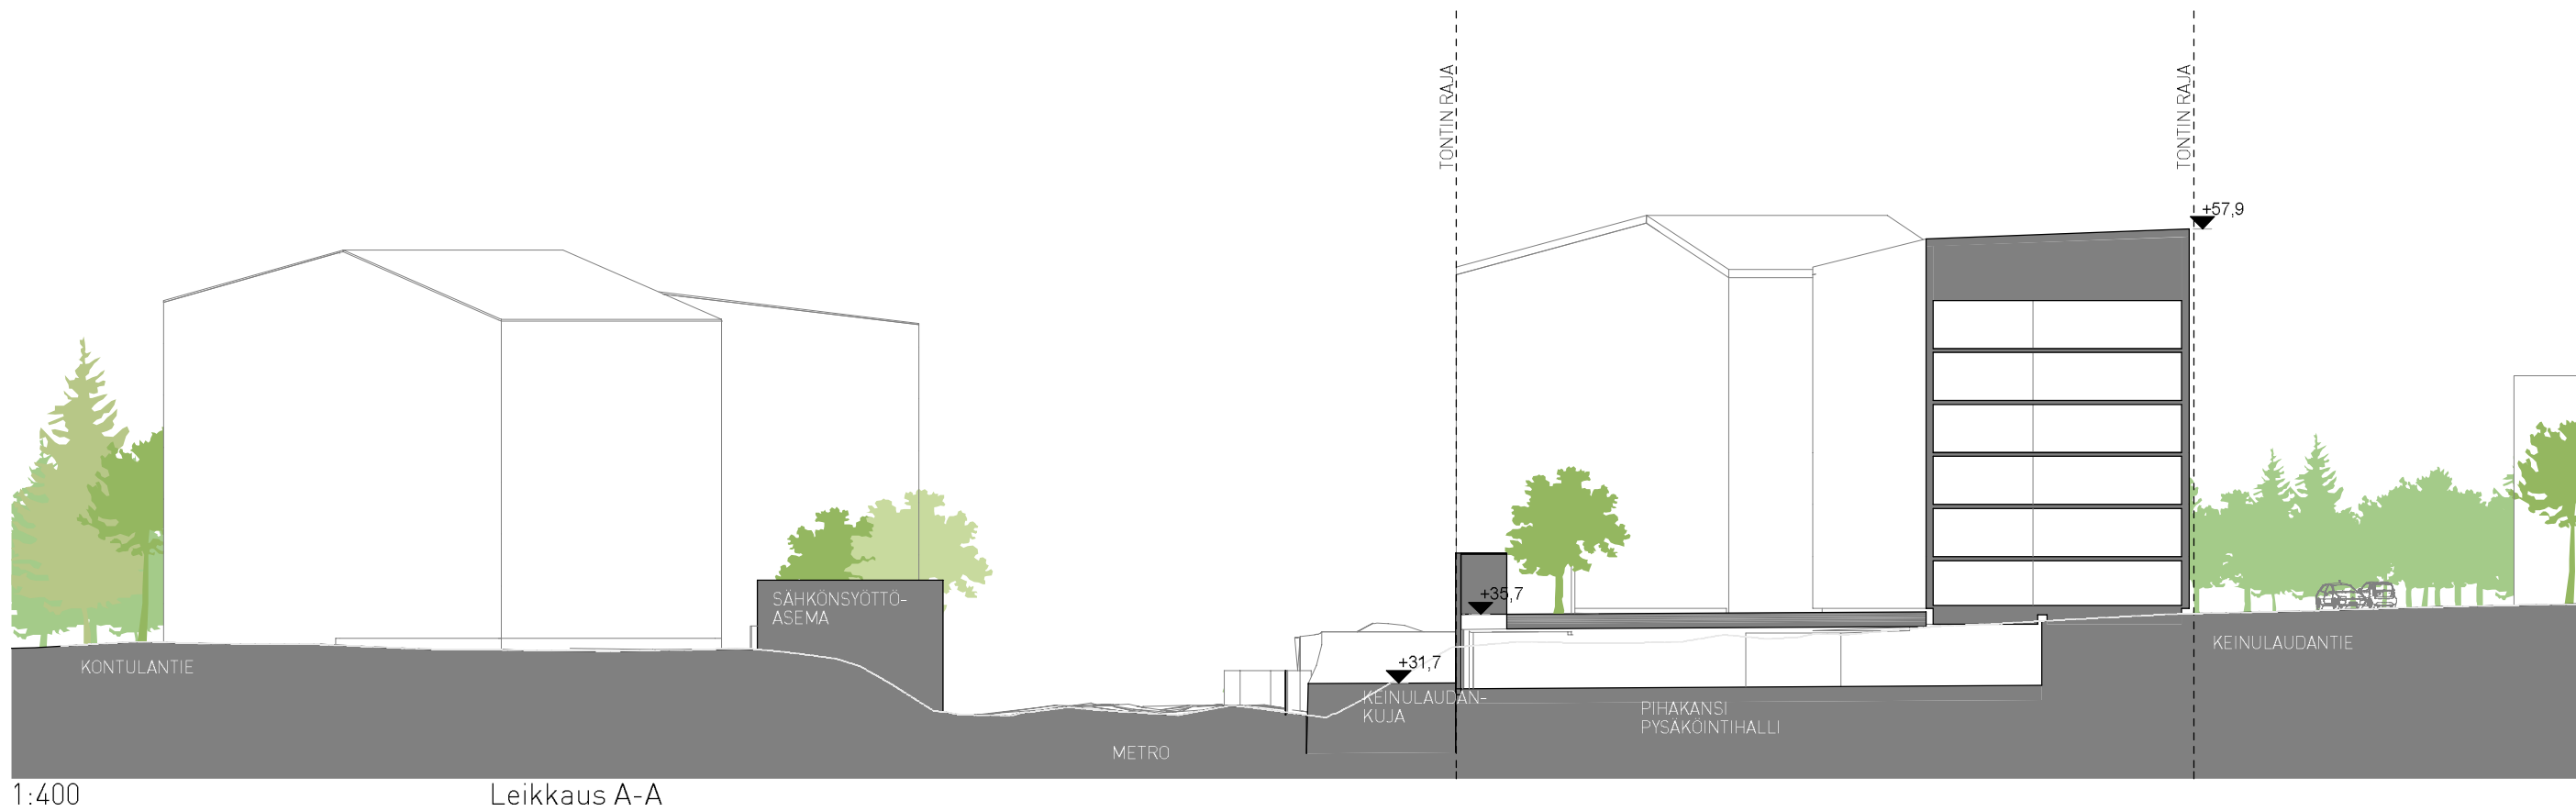 TONTIN RAJA
TONTIN RAJA
+57,9
SÄHKÖNSYÖTTÖ-
ASEMA
+35,7
KONTULANTIE
+31,7
KEINULAUDAN-
KUJA
PIHAKANSI
PYSÄKÖINTIHALLI
KEINULAUDANTIE
METRO
1:400
Leikkaus A-A